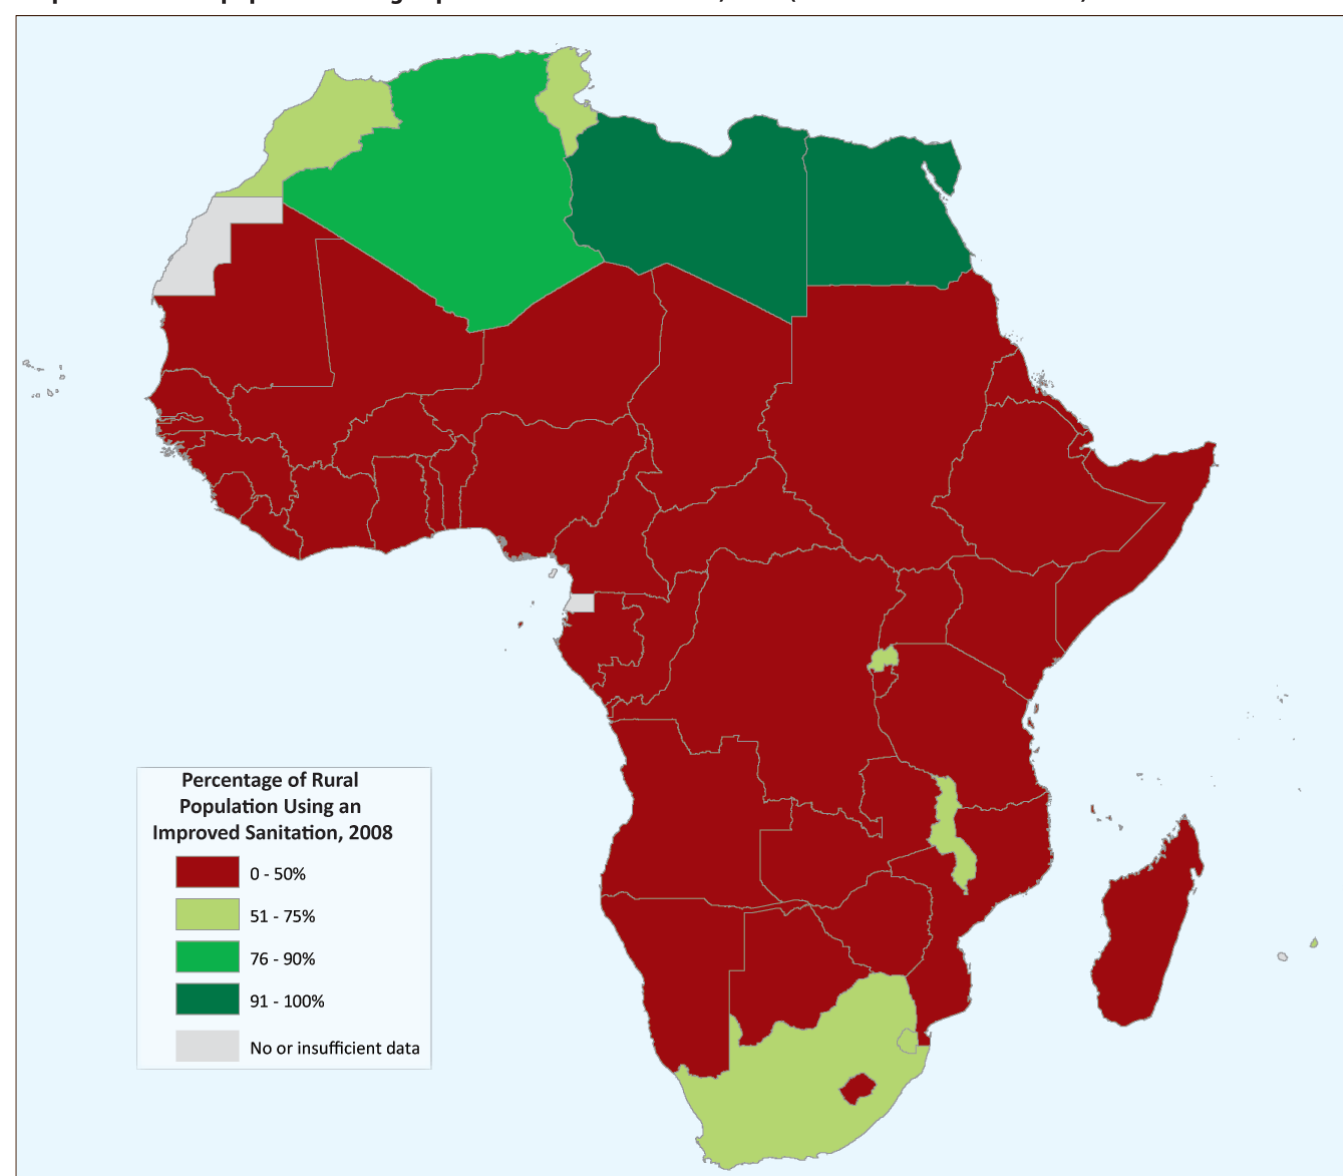 Percentage of Rural
Population Using an
Improved Sanitation, 2008
0 - 50%
51 - 75%
76 - 90%
91 - 100%
No or insufficient data